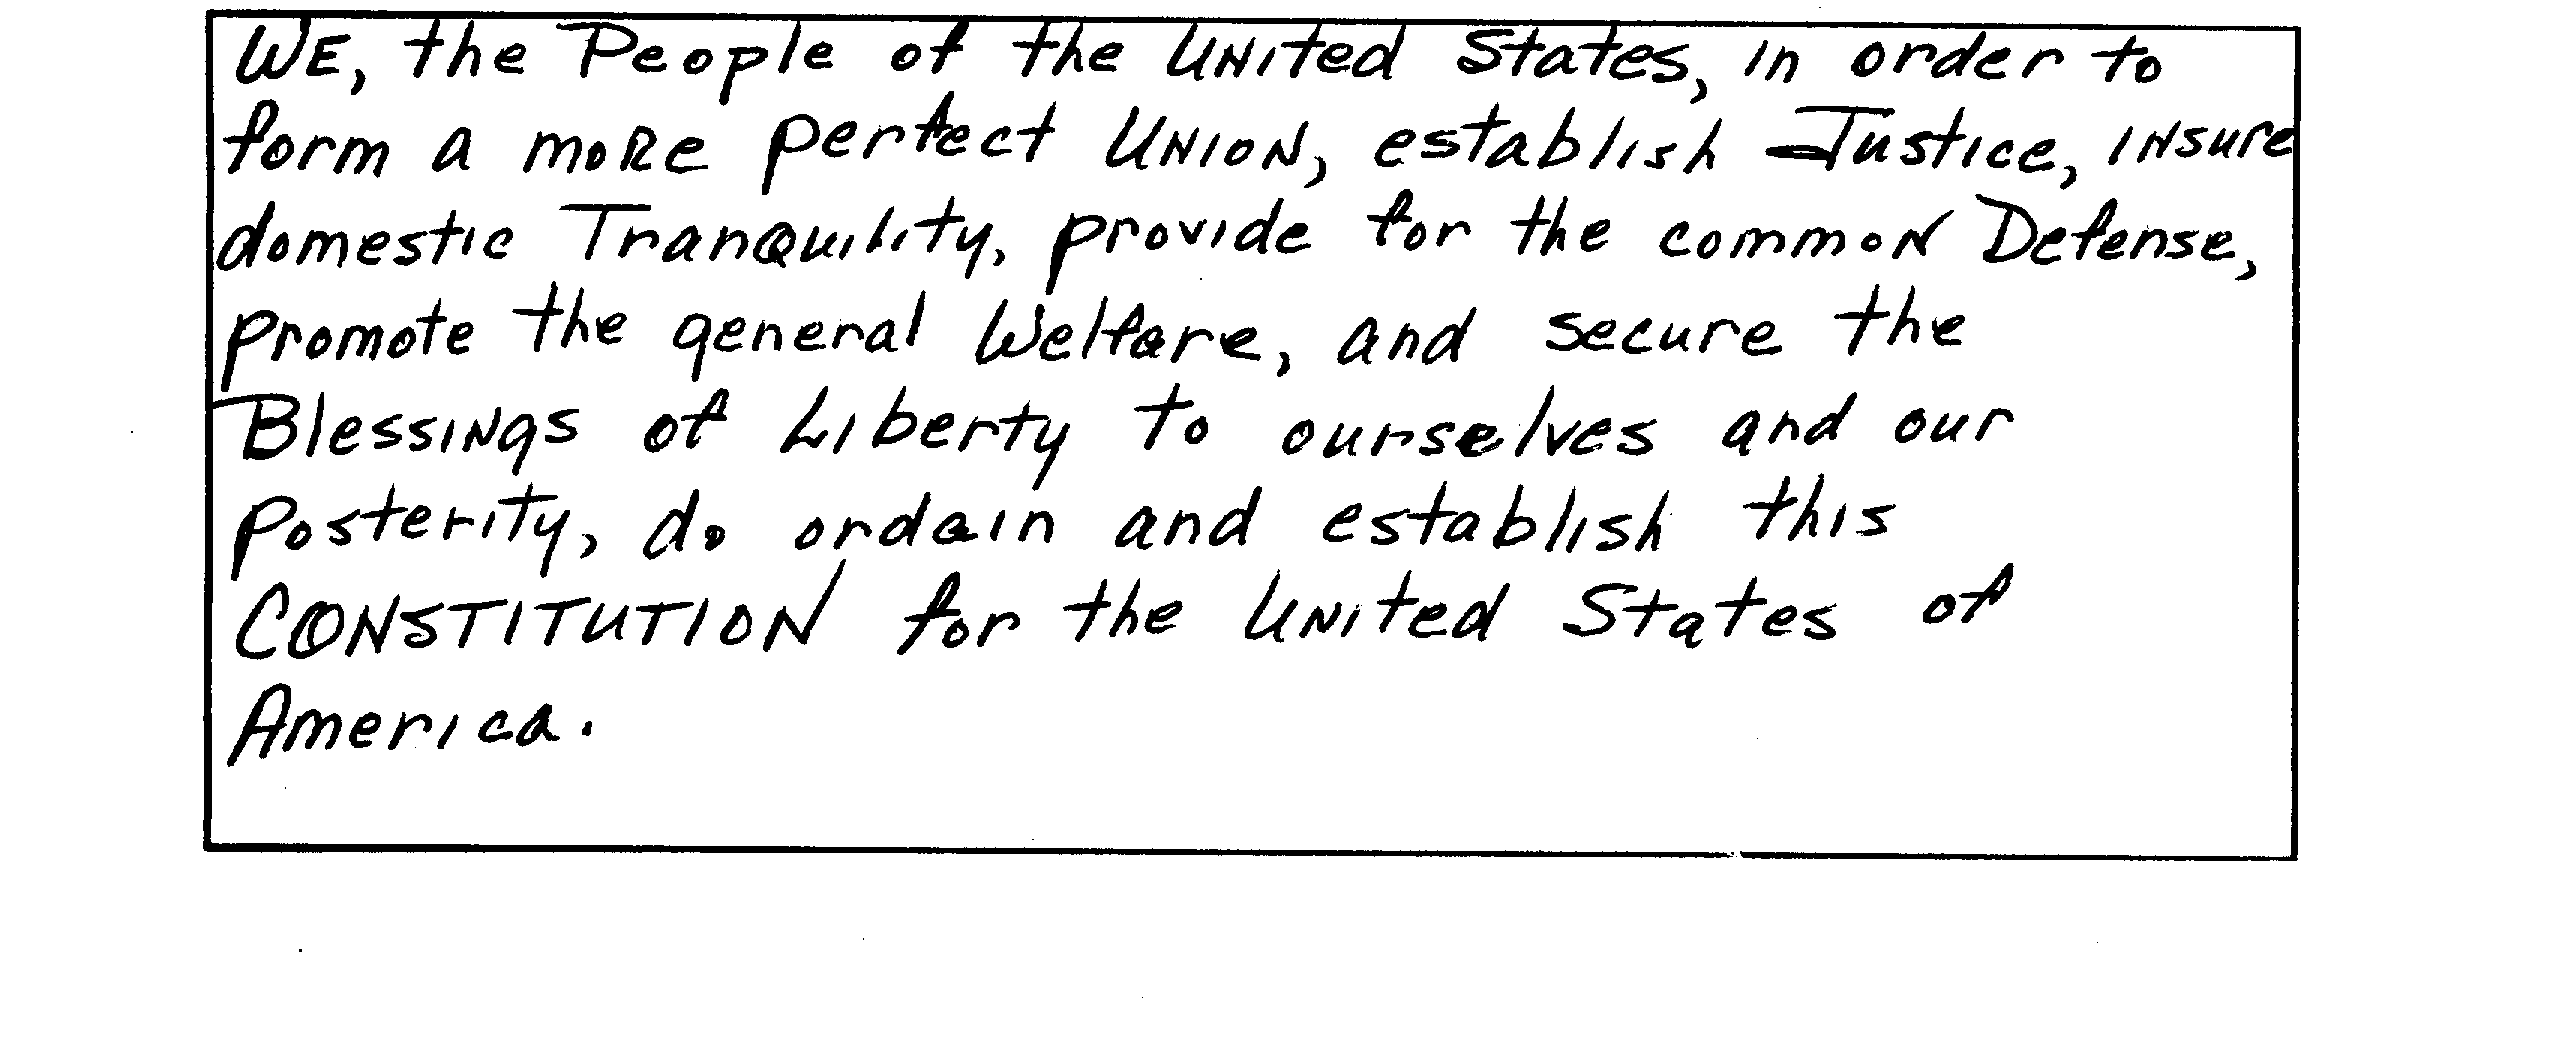 WE, the People of the United States, in order to
form a more perfect UNION, establish Justice, insure
domestic Tranquility, provide for the common Defense,
promote the general Welfare, and secure the
Blessings of Liberty to ourselves and our
Posterity, do ordain and establish this
CONSTITUTION for the United States of
America.